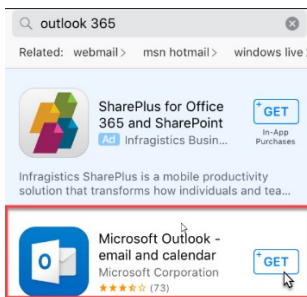 outlook 365
Related: webmail > msn hotmail > windows live
SharePlus for Office
365 and SharePoint
Ad Infragistics Busin...
+ GET
In-App
Purchases
Infragistics SharePlus is a mobile productivity
solution that transforms how individuals and tea...
Microsoft Outlook -
email and calendar
Microsoft Corporation
(73)
+ GET